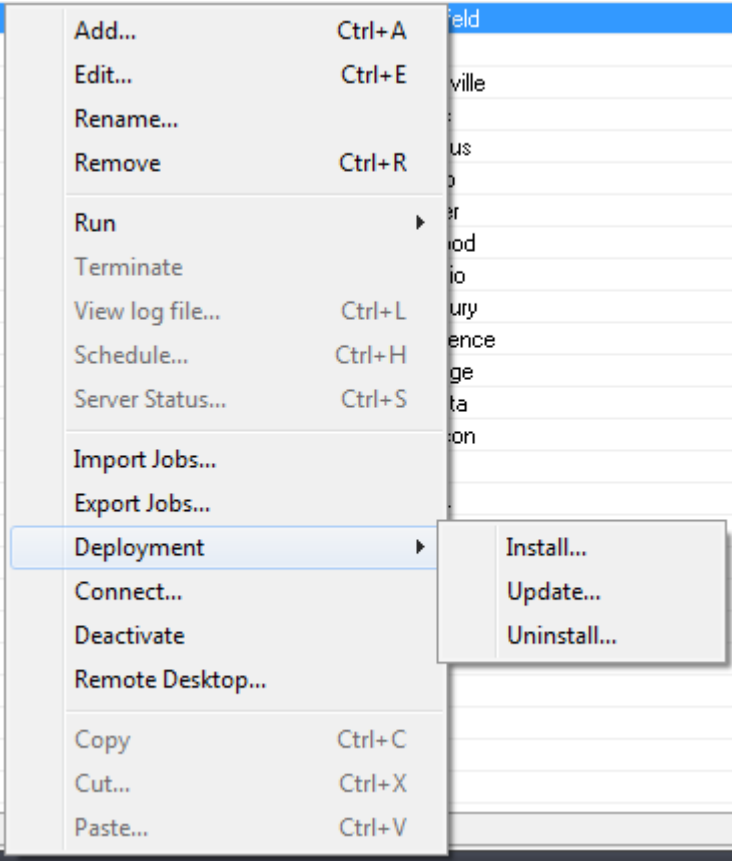 Add... Ctrl+A
Edit... Ctrl+E
Rename...
Remove Ctrl+R
Run
Terminate
View log file... Ctrl+L
Schedule... Ctrl+H
Server Status... Ctrl+S
Import Jobs...
Export Jobs...
Deployment
Install...
Update...
Uninstall...
Connect...
Deactivate
Remote Desktop...
Copy Ctrl+C
Cut... Ctrl+X
Paste... Ctrl+V